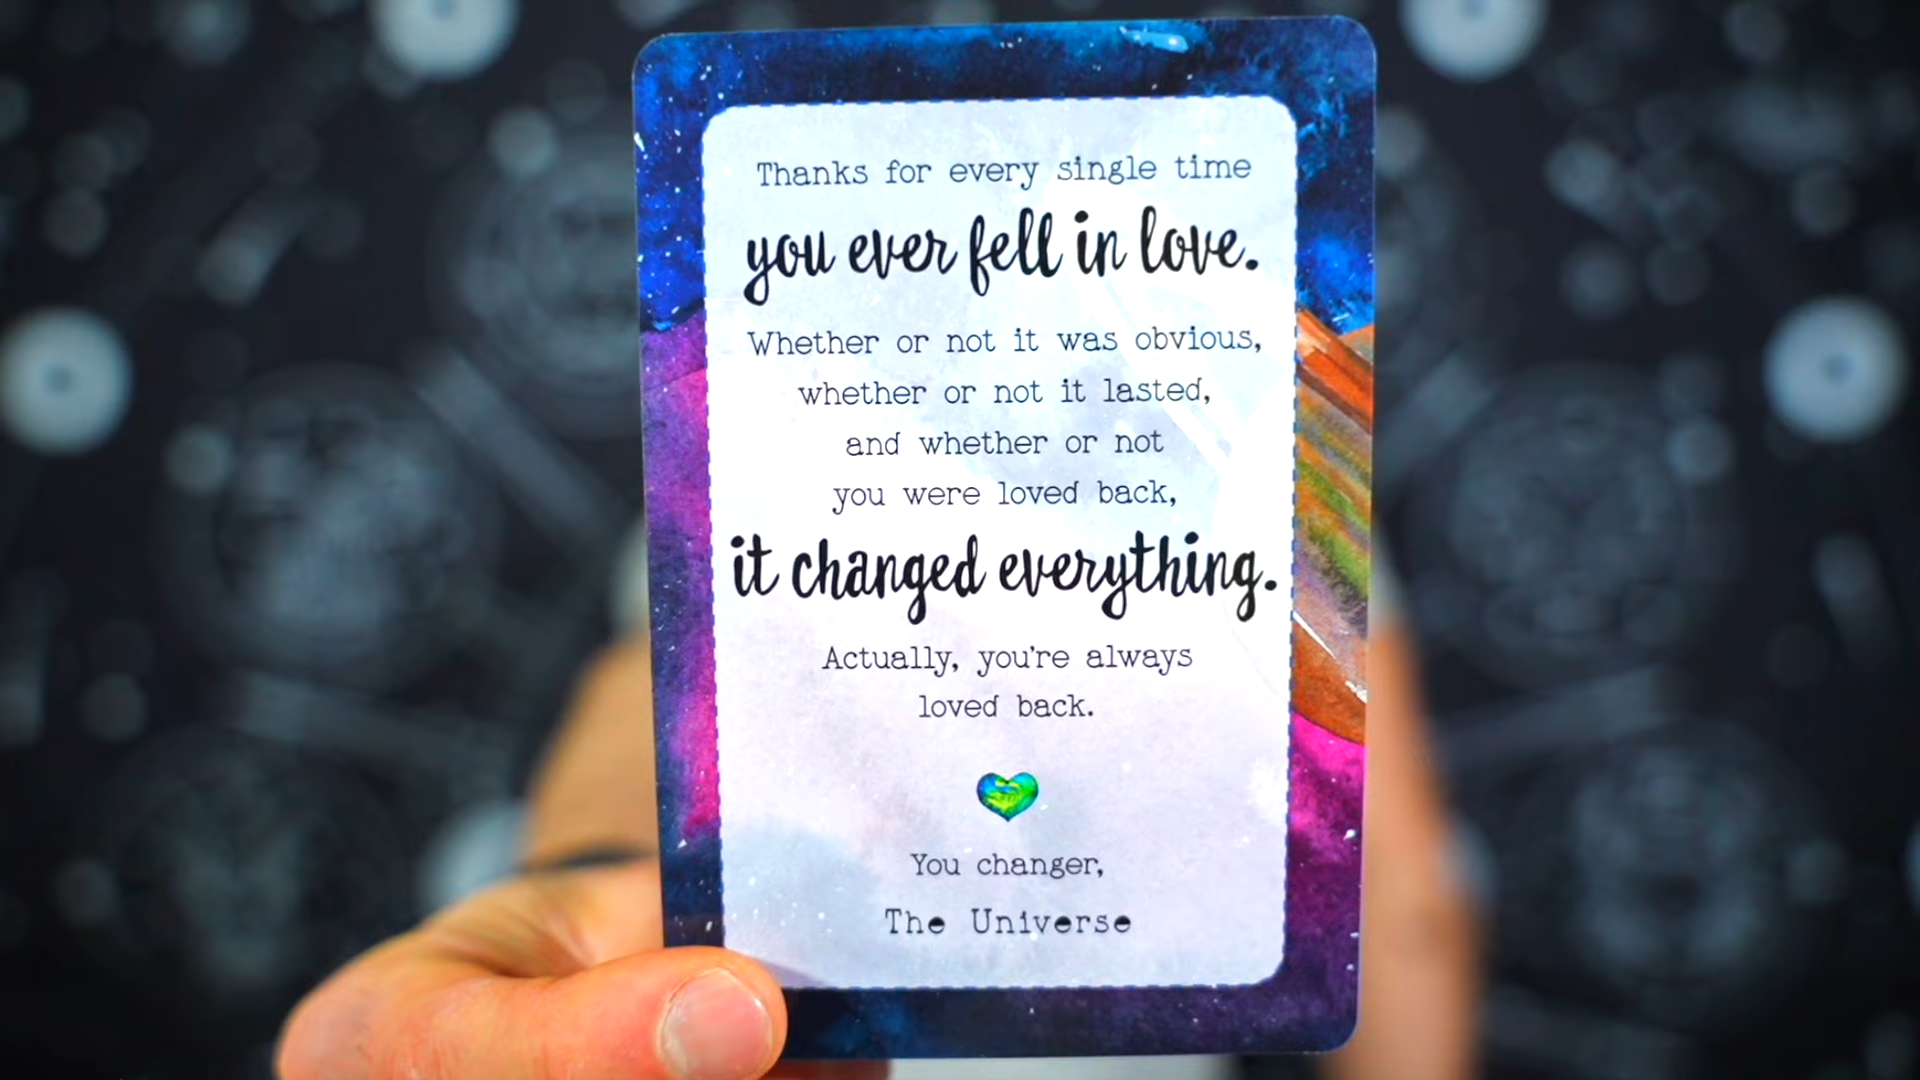 Thanks for every single time
you ever fell in love.
Whether or not it was obvious,
whether or not it lasted,
and whether or not
you were loved back,
it changed everything.
Actually, you're always
loved back.
You changer,
The Universe